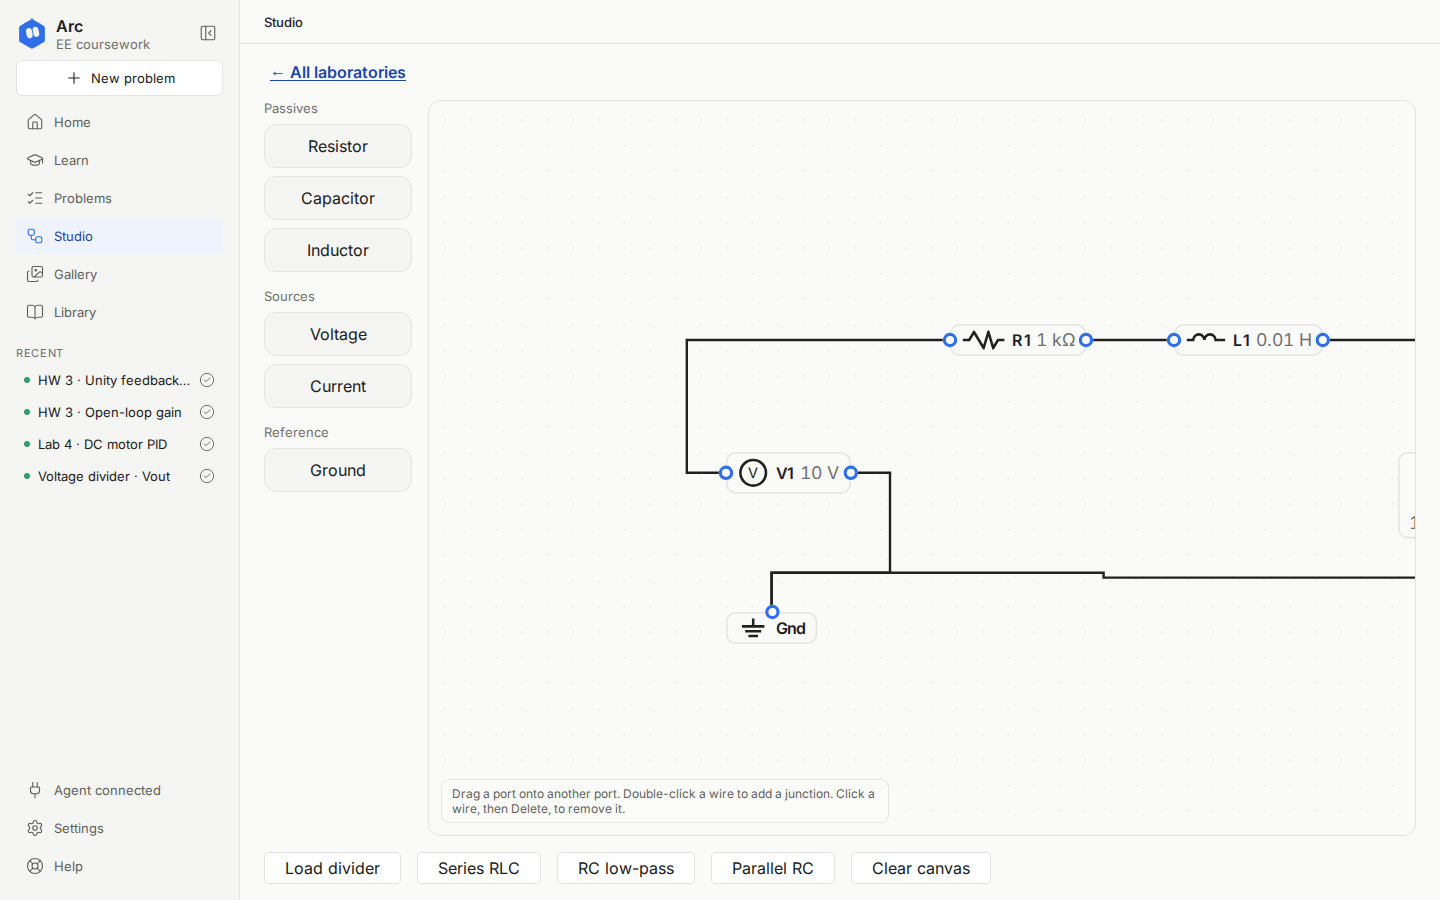 Arc
EE coursework
New problem
Home
Learn
Problems
Studio
Gallery
Library
RECENT
HW 3 · Unity feedback...
HW 3 · Open-loop gain
Lab 4 · DC motor PID
Voltage divider · Vout
Agent connected
Settings
Help
Studio
← All laboratories
Passives
Resistor
Capacitor
Inductor
Sources
Voltage
Current
Reference
Ground
R1 1 kΩ
L1 0.01 H
V V1 10 V
Gnd
Drag a port onto another port. Double-click a wire to add a junction. Click a
wire, then Delete, to remove it.
Load divider
Series RLC
RC low-pass
Parallel RC
Clear canvas